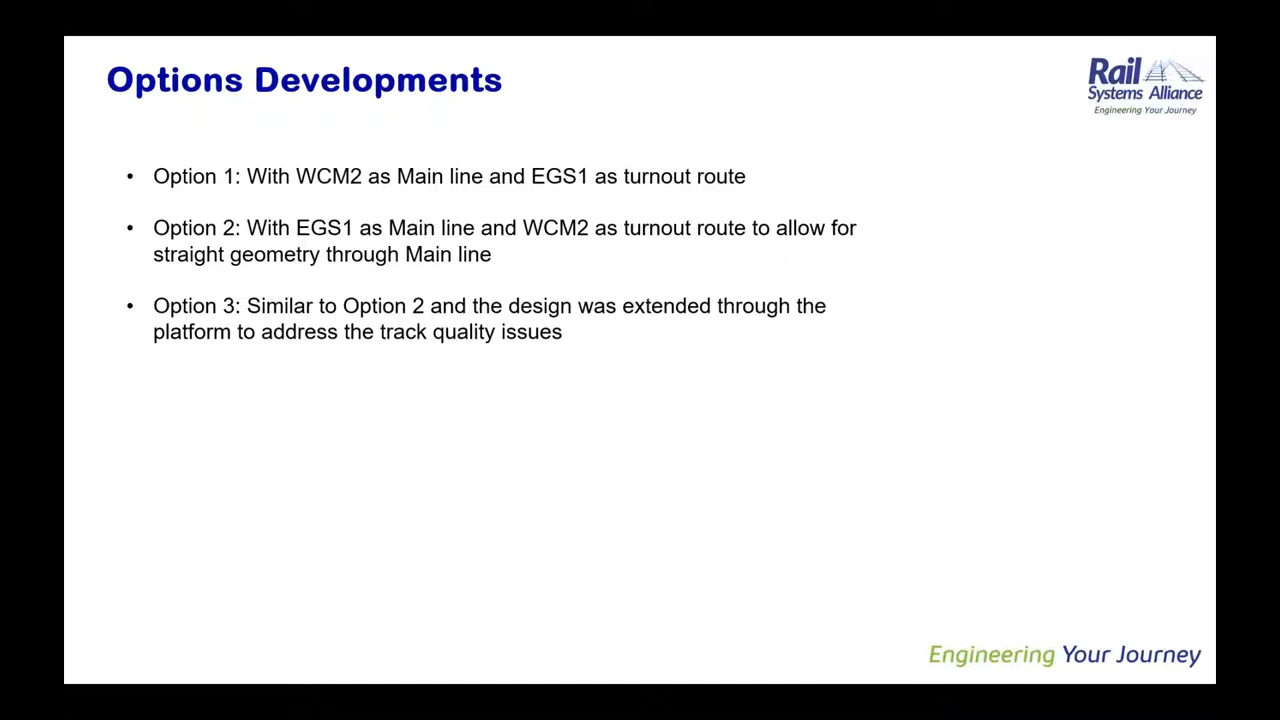 Options Developments
Rail
Systems Alliance
Engineering Your Journey
• Option 1: With WCM2 as Main line and EGS1 as turnout route
• Option 2: With EGS1 as Main line and WCM2 as turnout route to allow for
straight geometry through Main line
• Option 3: Similar to Option 2 and the design was extended through the
platform to address the track quality issues
Engineering Your Journey